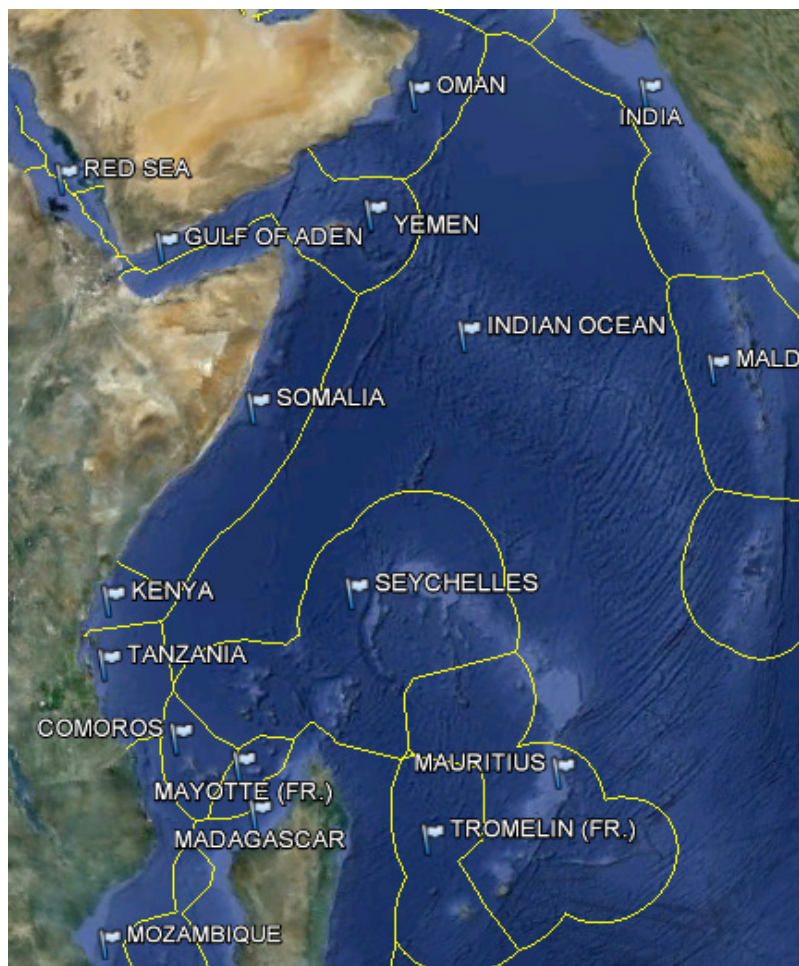 OMAN
INDIA
RED SEA
YEMEN
GULF OF ADEN
INDIAN OCEAN
MALD
SOMALIA
SEYCHELLES
KENYA
TANZANIA
COMOROS
MAURITIUS
MAYOTTE (FR.)
MADAGASCAR
TROMELIN (FR.)
MOZAMBIQUE